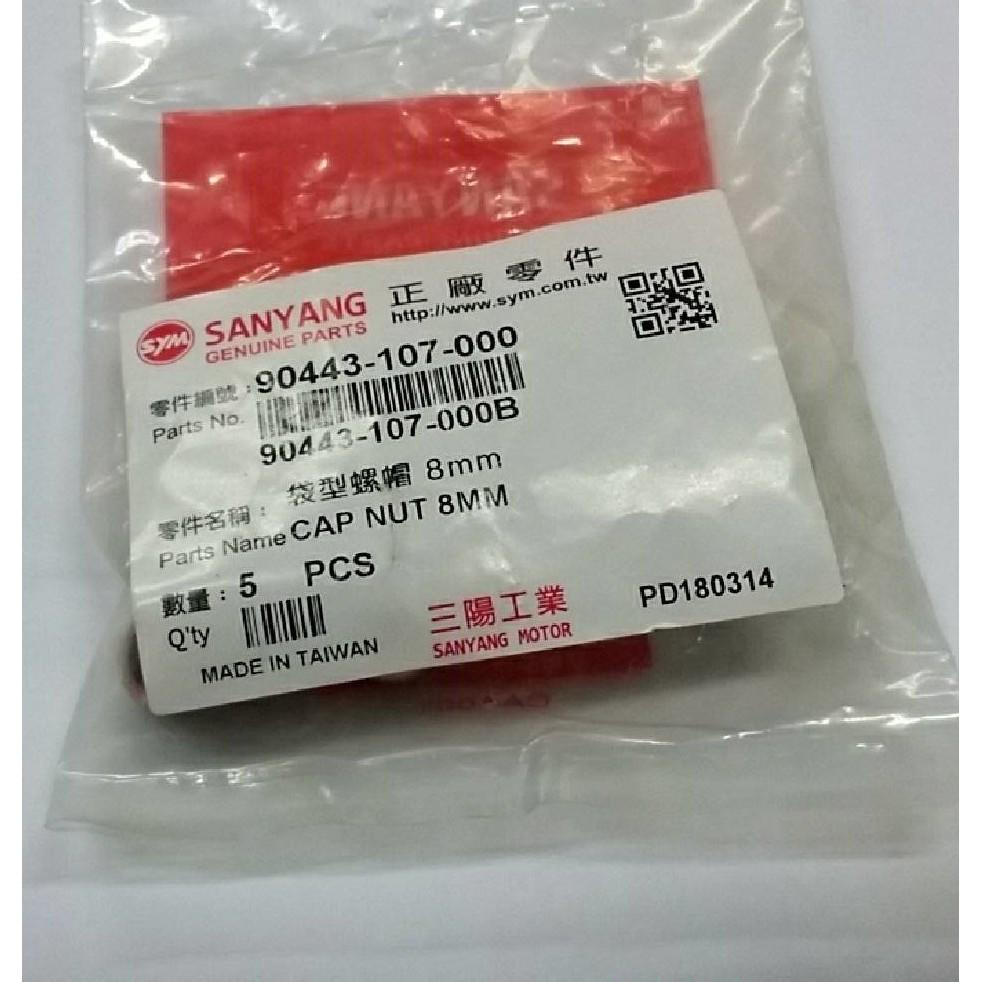 SYM
SANYANG
GENUINE PARTS
正廠零件
http://www.sym.com.tw
零件編號：90443-107-000
Parts No.
90443-107-000B
零件名稱：袋型螺帽 8mm
Parts Name CAP NUT 8MM
數量：5 PCS
Q'ty
MADE IN TAIWAN
三陽工業
SANYANG MOTOR
PD180314